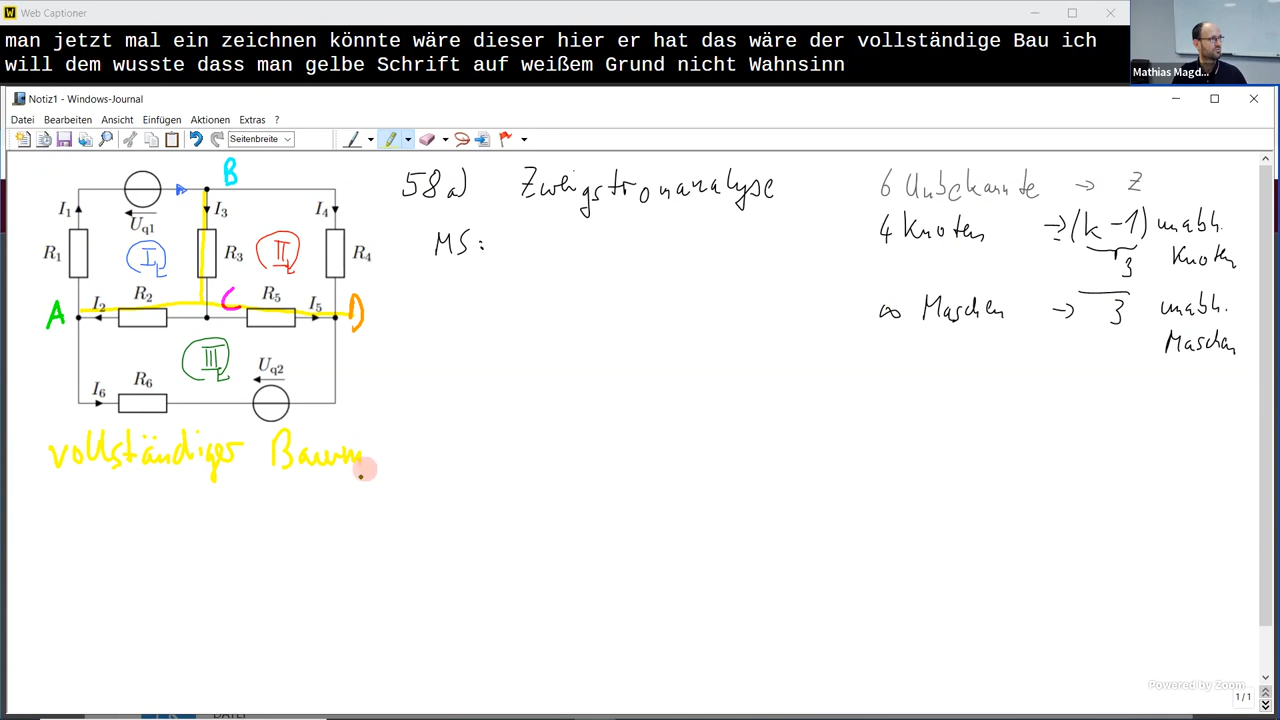 Web Captioner
man jetzt mal ein zeichnen könnte wäre dieser hier er hat das wäre der vollständige Bau ich
will dem wusste dass man gelbe Schrift auf weißem Grund nicht Wahnsinn
Mathias Magd...
Notiz1 - Windows-Journal
Datei Bearbeiten Ansicht Einfügen Aktionen Extras ?
Seitenbreite
B
I1 Uq1 I3 I4
R1 I R3 II R4
A I2 R2 C R5 I5 D
III
I6 R6 Uq2
vollständiger Baum
58a) Zweigstromanalyse
MS:
6 Unbekannte → Z
4 Knoten → (k-1) unabh.
3 Knoten
∞ Maschen → 3 unabh.
Maschen
Powered by Zoom
1/1